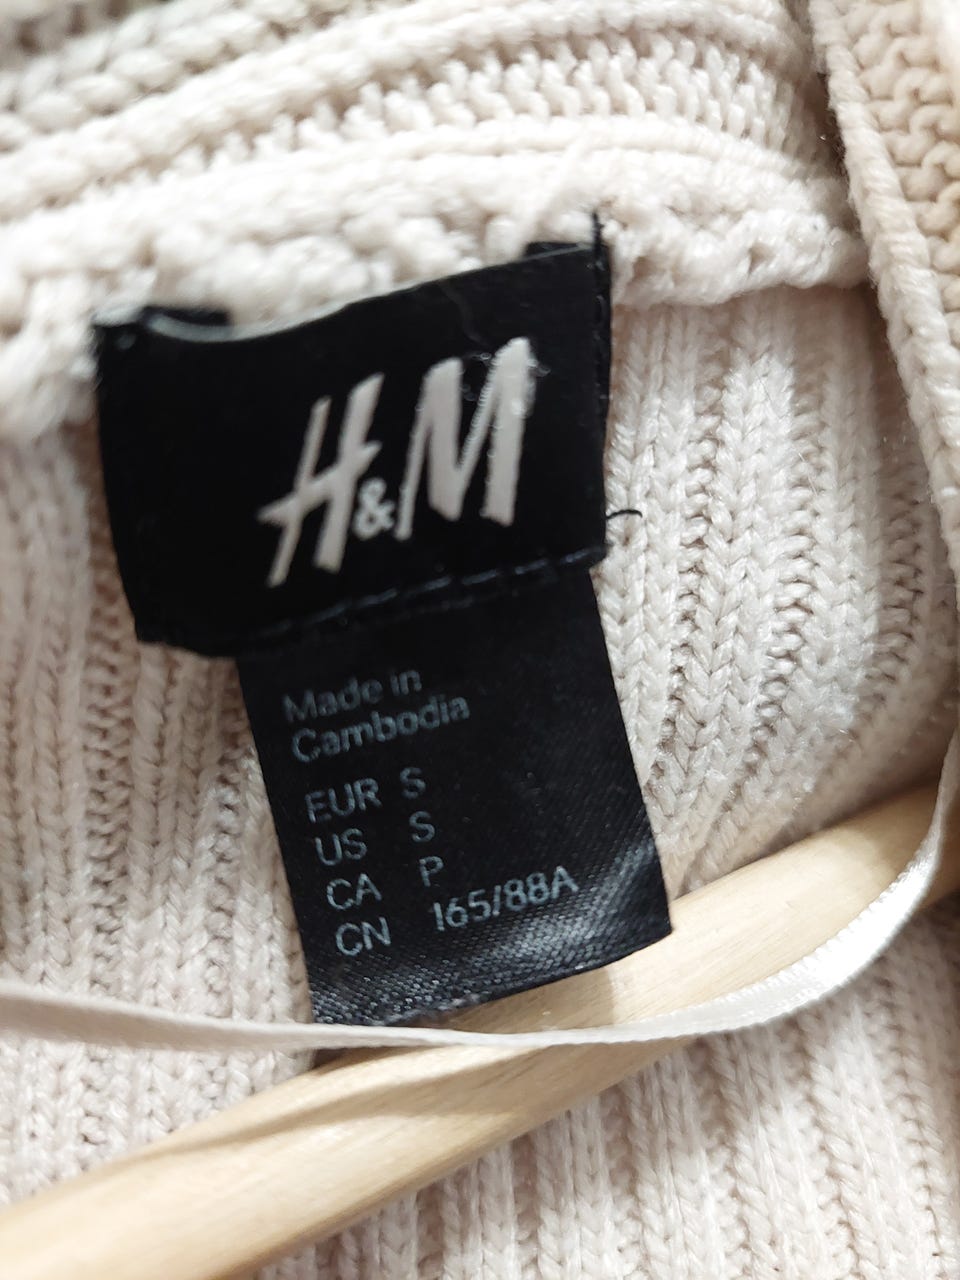 H&M
Made in
Cambodia
EUR S
US S
CA P
CN 165/88A